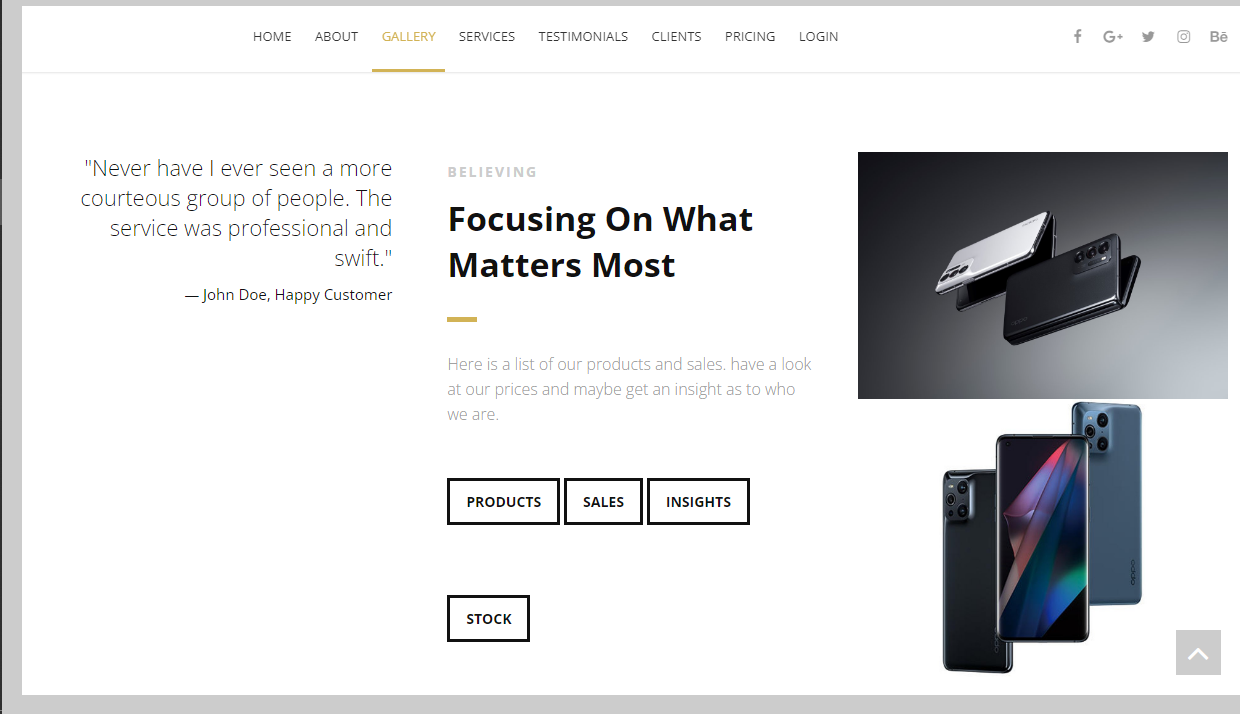 HOME ABOUT GALLERY SERVICES TESTIMONIALS CLIENTS PRICING LOGIN Bē
"Never have I ever seen a more
courteous group of people. The
service was professional and
swift."
— John Doe, Happy Customer
BELIEVING
Focusing On What
Matters Most
Here is a list of our products and sales. have a look
at our prices and maybe get an insight as to who
we are.
PRODUCTS SALES INSIGHTS
STOCK
oppo
oppo
oppo